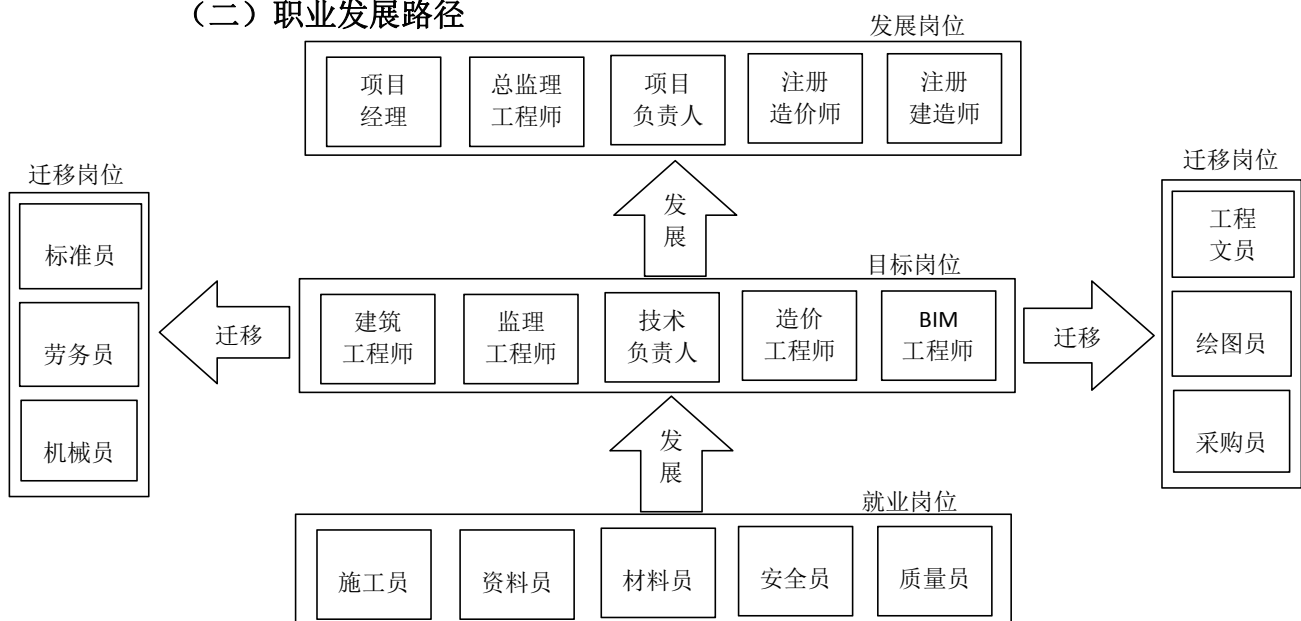 （二）职业发展路径
发展岗位
项目
经理
总监理
工程师
项目
负责人
注册
造价师
注册
建造师
迁移岗位
标准员
劳务员
机械员
发
展
迁移岗位
工程
文员
绘图员
采购员
目标岗位
迁移
建筑
工程师
监理
工程师
技术
负责人
造价
工程师
BIM
工程师
迁移
发
展
就业岗位
施工员
资料员
材料员
安全员
质量员